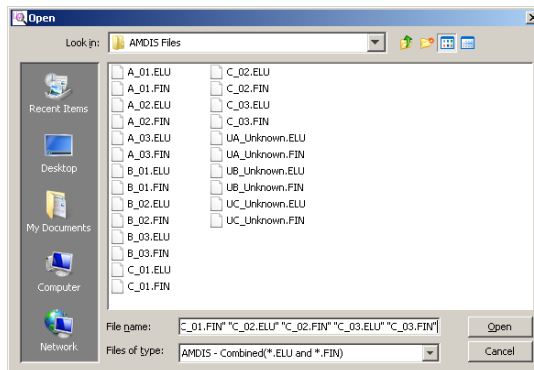 Open
Look in:
AMDIS Files
Recent Items
Desktop
My Documents
Computer
Network
A_01.ELU
A_01.FIN
A_02.ELU
A_02.FIN
A_03.ELU
A_03.FIN
B_01.ELU
B_01.FIN
B_02.ELU
B_02.FIN
B_03.ELU
B_03.FIN
C_01.ELU
C_01.FIN
C_02.ELU
C_02.FIN
C_03.ELU
C_03.FIN
UA_Unknown.ELU
UA_Unknown.FIN
UB_Unknown.ELU
UB_Unknown.FIN
UC_Unknown.ELU
UC_Unknown.FIN
File name:
C_01.FIN" "C_02.ELU" "C_02.FIN" "C_03.ELU" "C_03.FIN"
Open
Files of type:
AMDIS - Combined(*.ELU and *.FIN)
Cancel